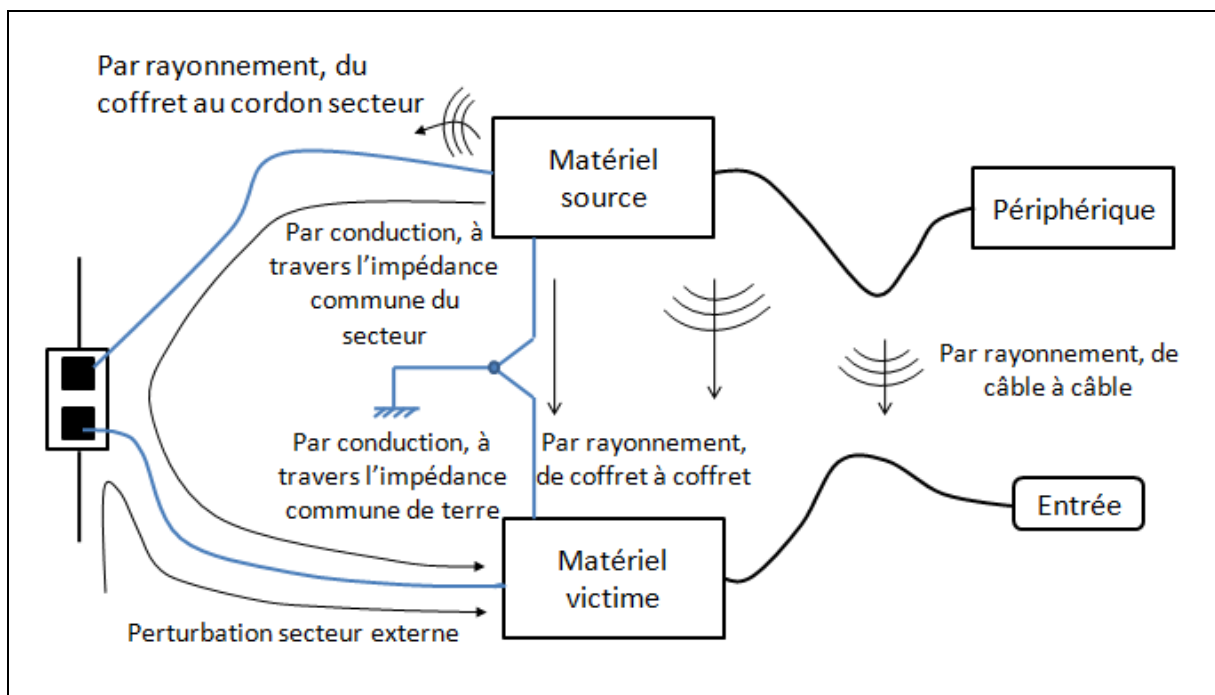 Par rayonnement, du
coffret au cordon secteur
Matériel
source
Périphérique
Par conduction, à
travers l’impédance
commune du
secteur
Par rayonnement, de
câble à câble
Par conduction, à
travers l’impédance
commune de terre
Par rayonnement,
de coffret à coffret
Entrée
Matériel
victime
Perturbation secteur externe